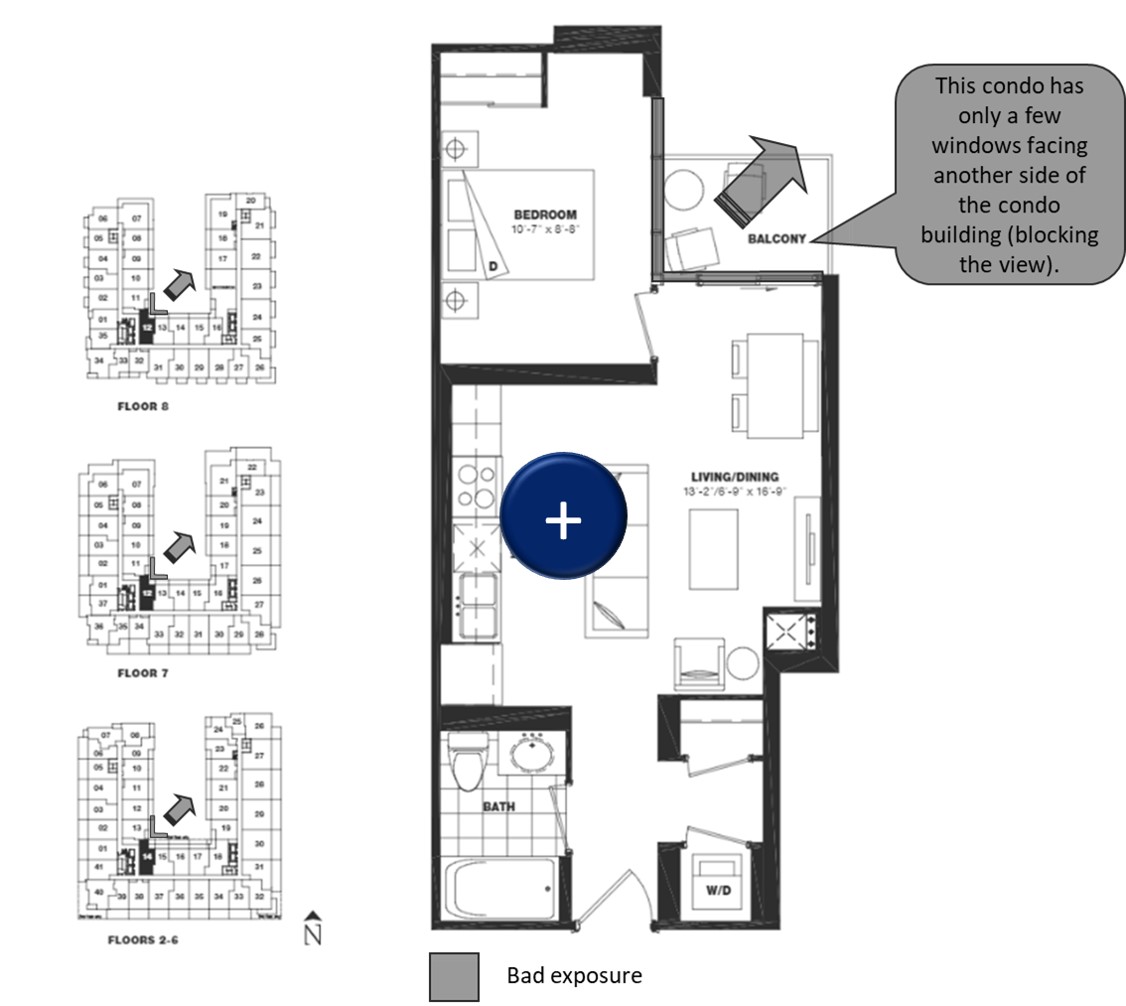 This condo has
only a few
windows facing
another side of
the condo
building (blocking
the view).
BEDROOM
10'-7" x 8'-8"
D
BALCONY
LIVING/DINING
13'-2"/6'-9" x 16'-9"
+
BATH
W/D
Bad exposure
20
06 07 19
21
05 08 18
04 09 17 22
03 10
23
02 11
01 12 13 14 15 16 24
35 25
34 33 32
31 30 29 28 27 26
FLOOR 8
22
06 07 21
23
05 08 20
04 09 19 24
03 10 18 25
02 11 17
26
01 12 13 14 15 16
37 27
36 35 34
33 32 31 30 29 28
FLOOR 7
25
07 08 24 26
06 09 23
27
05 10 22
04 11 21 28
03 12 20
29
02 13 19
01 14 15 16 17 18 30
41 31
40
39 38 37 36 35 34 33 32
FLOORS 2-6
N